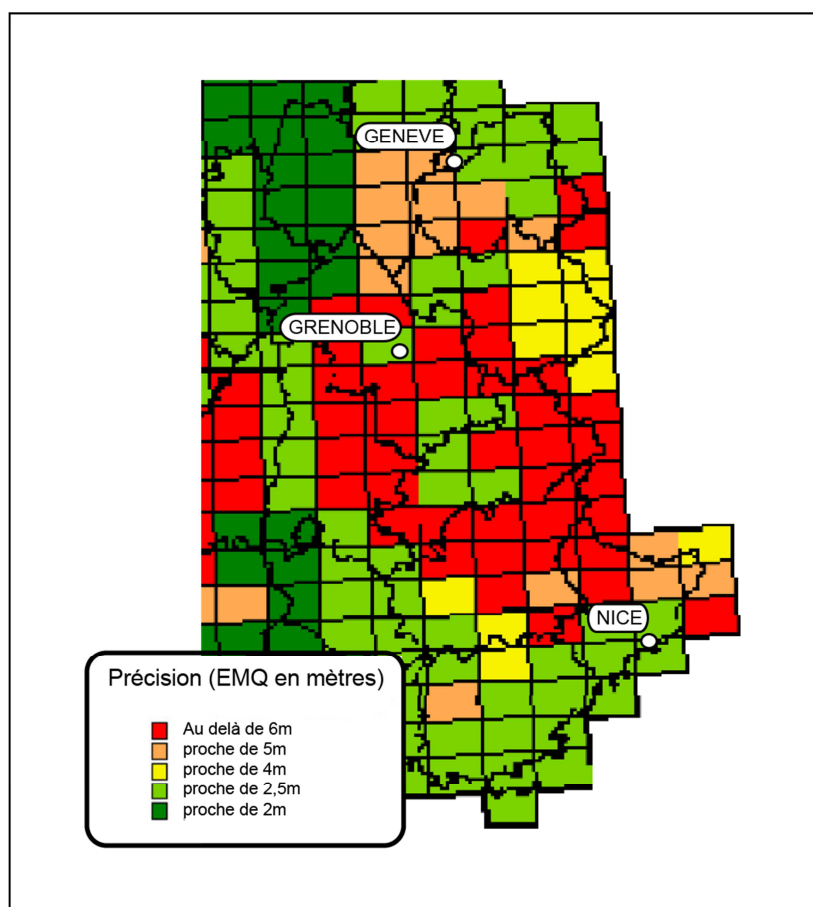 GENEVE
GRENOBLE
NICE
Précision (EMQ en mètres)
Au delà de 6m
proche de 5m
proche de 4m
proche de 2,5m
proche de 2m